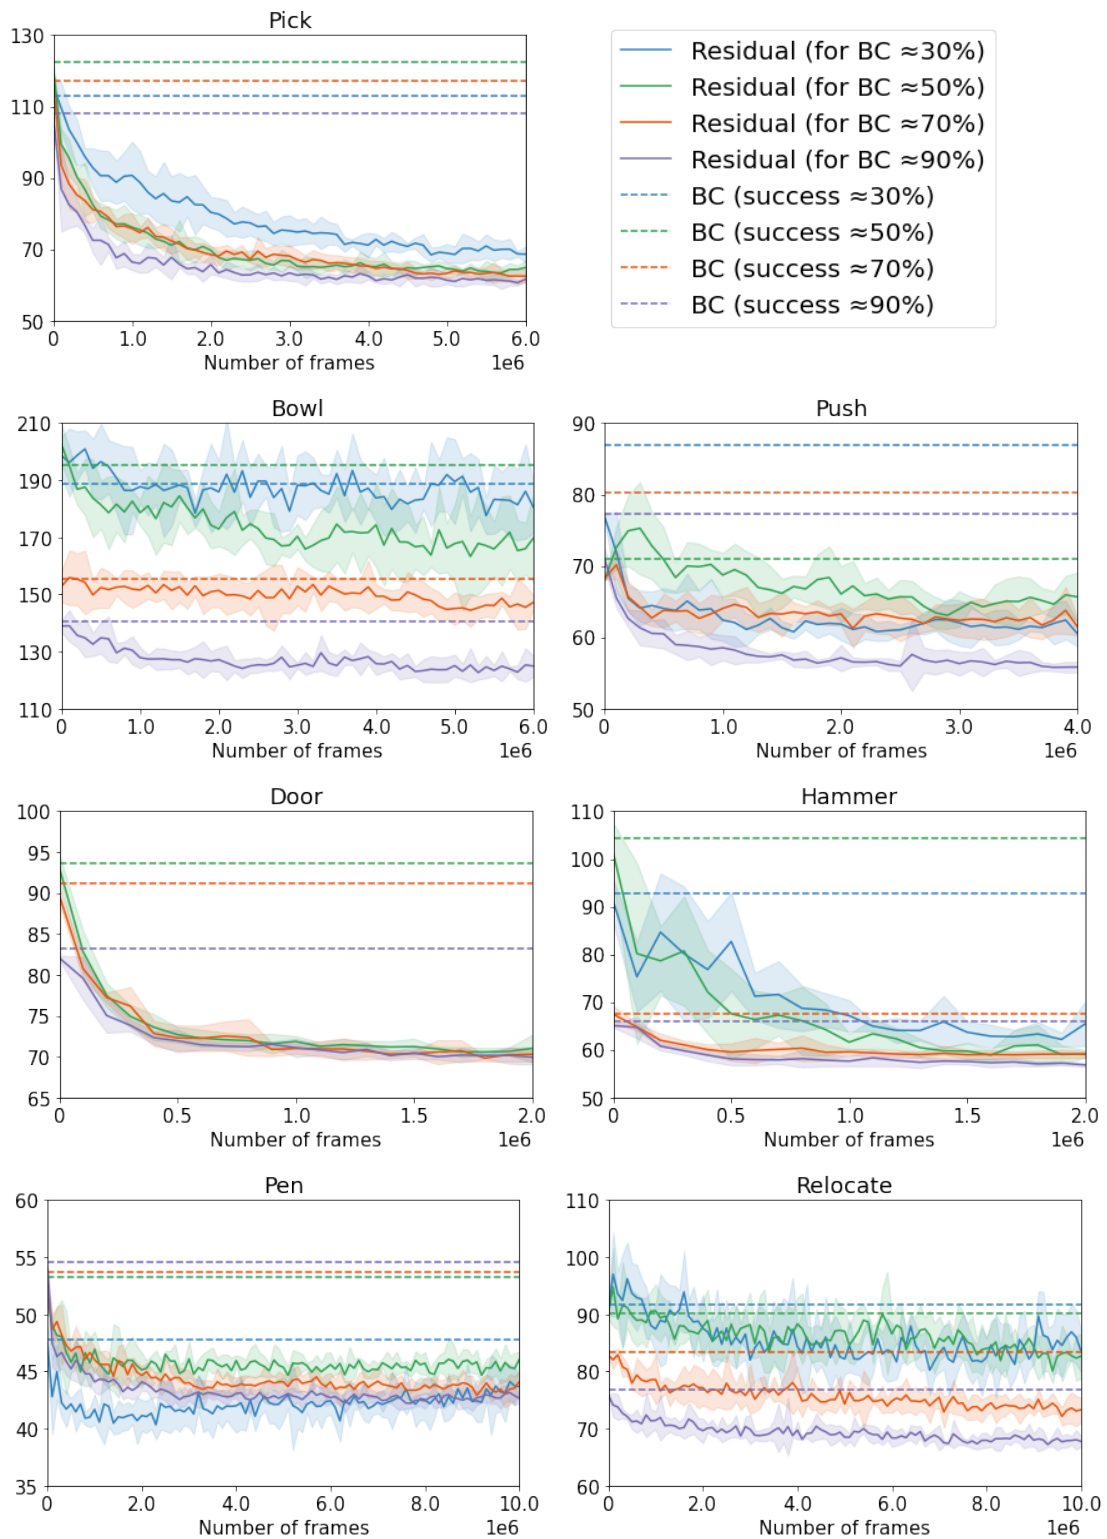 Pick
130
110
90
70
50
0
1.0
2.0
3.0
4.0
5.0
6.0
Number of frames
1e6
Residual (for BC ≈30%)
Residual (for BC ≈50%)
Residual (for BC ≈70%)
Residual (for BC ≈90%)
BC (success ≈30%)
BC (success ≈50%)
BC (success ≈70%)
BC (success ≈90%)
Bowl
210
190
170
150
130
110
0
1.0
2.0
3.0
4.0
5.0
6.0
Number of frames
1e6
Push
90
80
70
60
50
0
1.0
2.0
3.0
4.0
Number of frames
1e6
Door
100
95
90
85
80
75
70
65
0
0.5
1.0
1.5
2.0
Number of frames
1e6
Hammer
110
100
90
80
70
60
50
0
0.5
1.0
1.5
2.0
Number of frames
1e6
Pen
60
55
50
45
40
35
0
2.0
4.0
6.0
8.0
10.0
Number of frames
1e6
Relocate
110
100
90
80
70
60
0
2.0
4.0
6.0
8.0
10.0
Number of frames
1e6